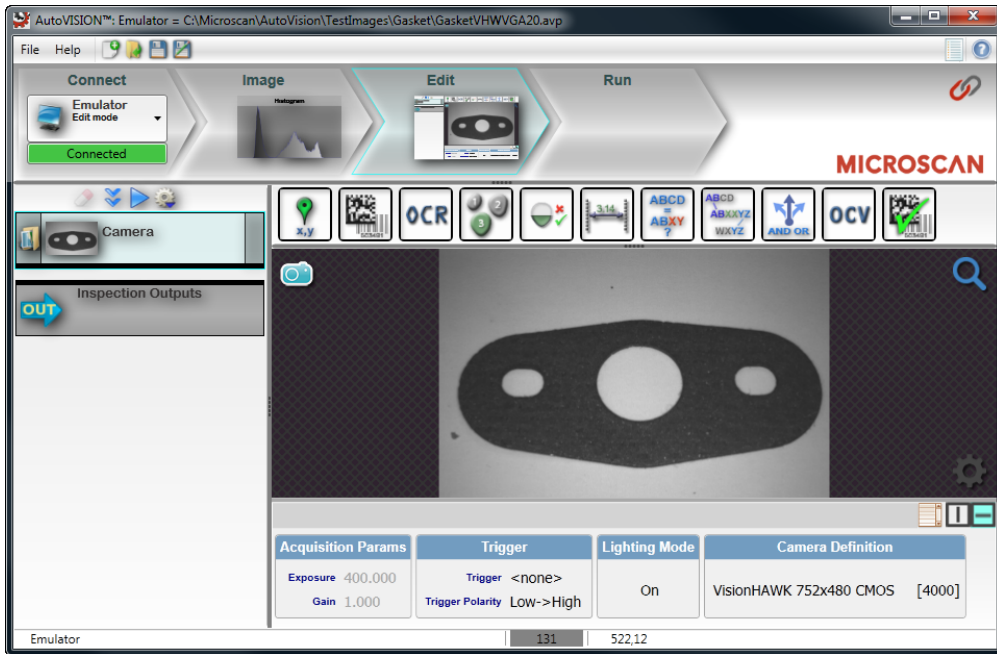 AutoVISION™: Emulator = C:\Microscan\AutoVision\TestImages\Gasket\GasketVHWVGA20.avp
File Help
Connect Image Edit Run
Emulator
Edit mode
Connected
Histogram
MICROSCAN
x,y
OCR
1 2 3
3.14
ABCD
=
ABXY
?
ABCD
ABXXYZ
WXYZ
AND OR
OCV
Camera
OUT Inspection Outputs
Acquisition Params Trigger Lighting Mode Camera Definition
Exposure 400.000 Trigger <none> On VisionHAWK 752x480 CMOS [4000]
Gain 1.000 Trigger Polarity Low->High
Emulator 131 522,12